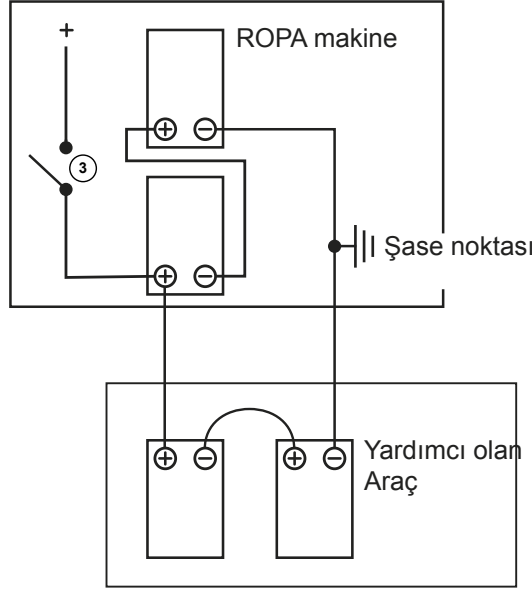 ROPA makine
+
3
+ −
Şase noktası
+ −
+ − + −
Yardımcı olan
Araç